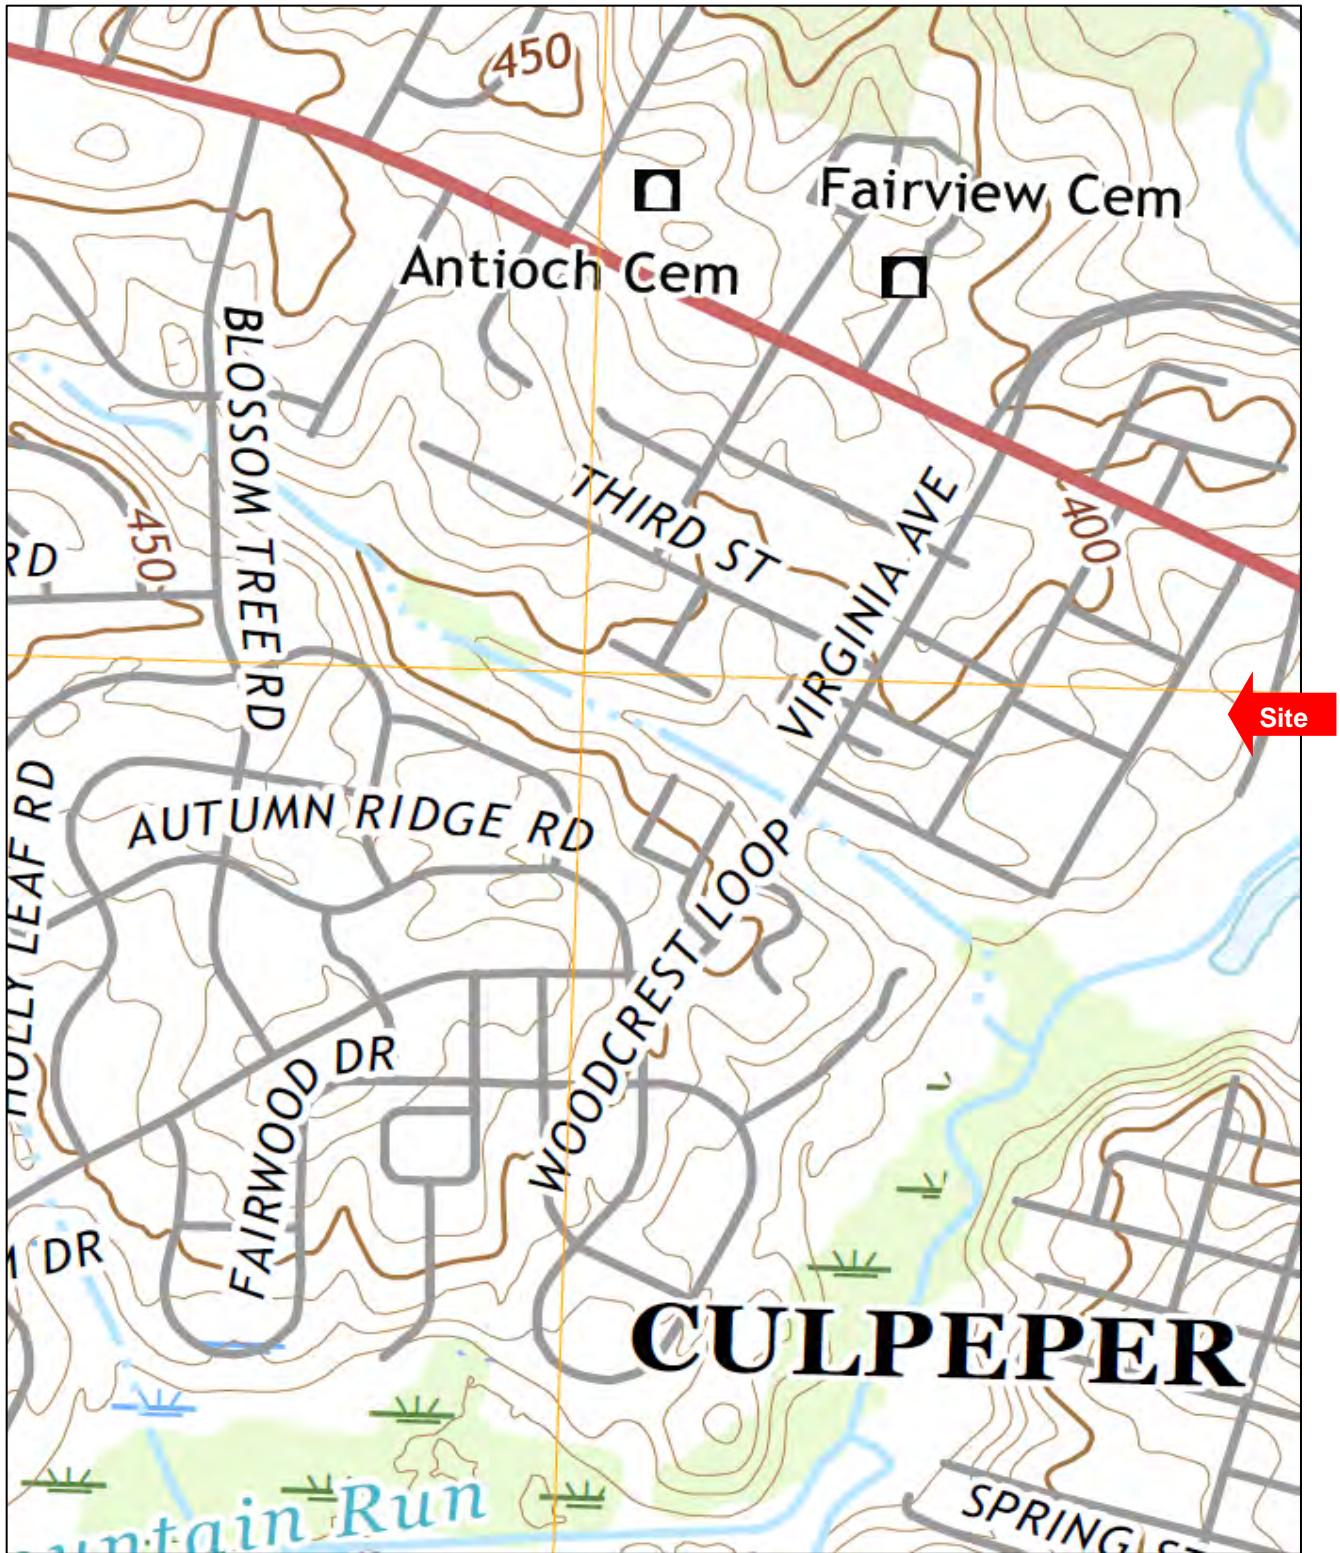 450
Fairview Cem
Antioch Cem
BLOSSOM TREE RD
THIRD ST
VIRGINIA AVE
400
450
RD
Site
HOLLY LEAF RD
AUTUMN RIDGE RD
WOODCREST LOOP
FAIRWOOD DR
DR
CULPEPER
Run
SPRING ST